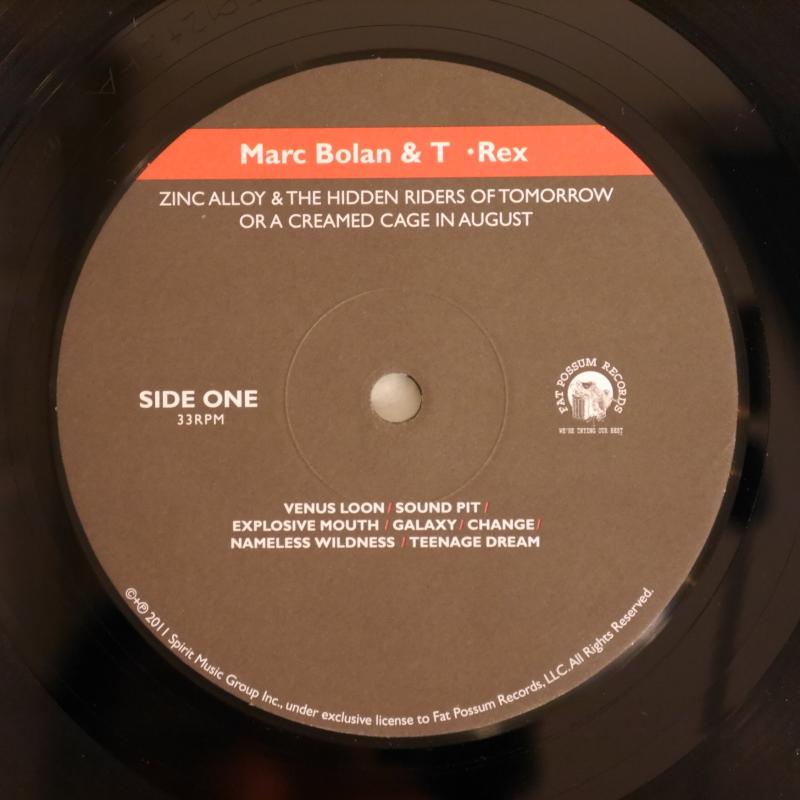 Marc Bolan & T •Rex
ZINC ALLOY & THE HIDDEN RIDERS OF TOMORROW
OR A CREAMED CAGE IN AUGUST
SIDE ONE
33RPM
FAT POSSUM RECORDS
WE'RE TRYING OUR BEST
VENUS LOON / SOUND PIT /
EXPLOSIVE MOUTH / GALAXY / CHANGE /
NAMELESS WILDNESS / TEENAGE DREAM
©+℗ 2011 Spirit Music Group Inc., under exclusive license to Fat Possum Records, LLC. All Rights Reserved.